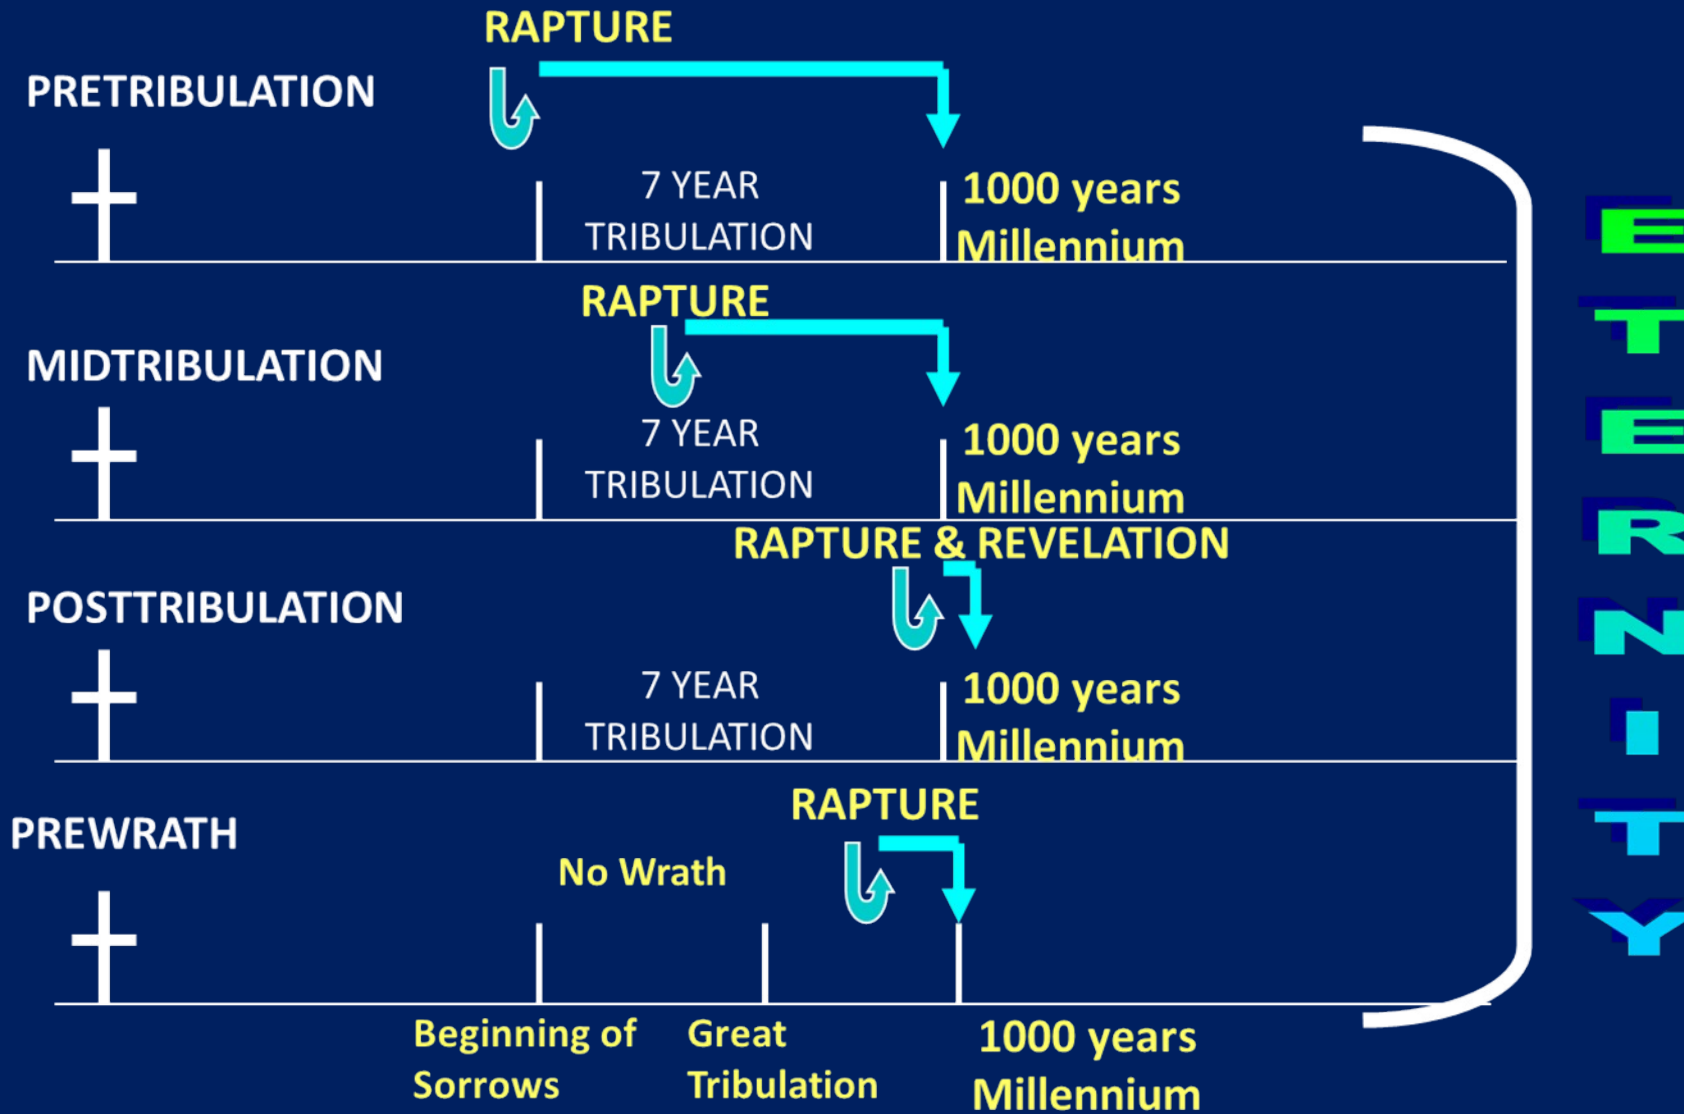 RAPTURE
PRETRIBULATION
7 YEAR
TRIBULATION
1000 years
Millennium
RAPTURE
MIDTRIBULATION
7 YEAR
TRIBULATION
1000 years
Millennium
RAPTURE & REVELATION
POSTTRIBULATION
7 YEAR
TRIBULATION
1000 years
Millennium
RAPTURE
PREWRATH
No Wrath
Beginning of
Sorrows
Great
Tribulation
1000 years
Millennium
ETERNITY